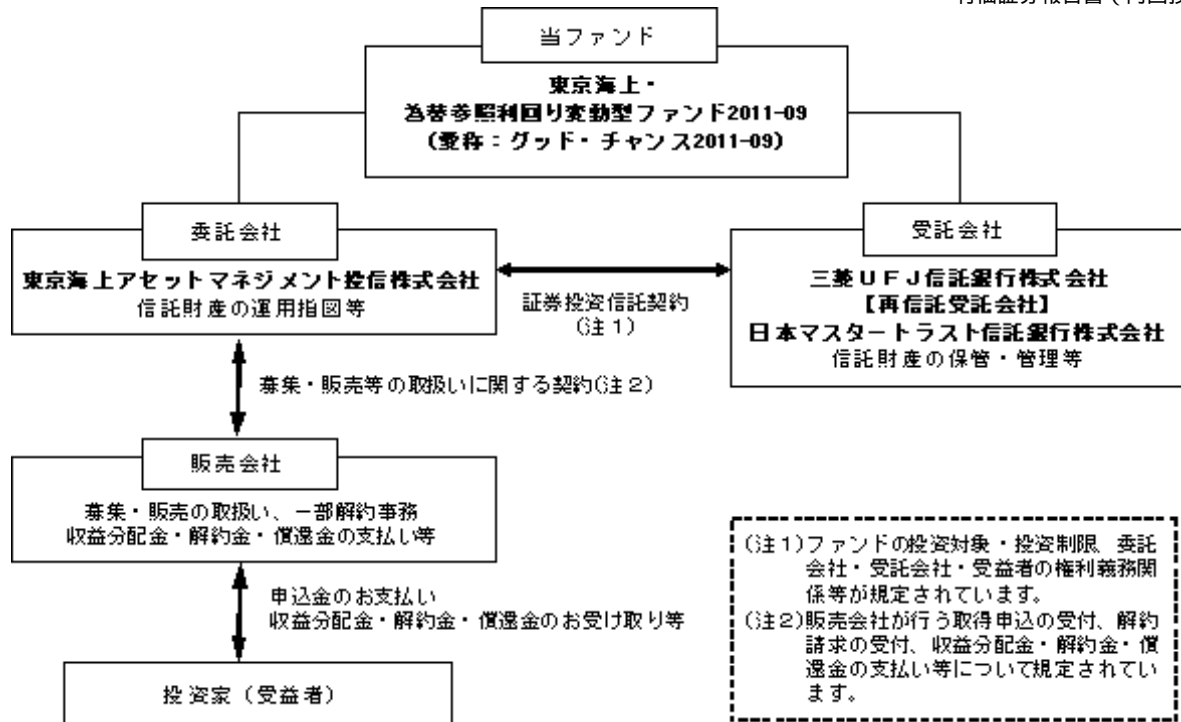 当ファンド
東京海上・
為替参照利回り変動型ファンド2011-09
(愛称：グッド・チャンス2011-09)
委託会社
東京海上アセットマネジメント投信株式会社
信託財産の運用指図等
証券投資信託契約
(注１)
受託会社
三菱ＵＦＪ信託銀行株式会社
【再信託受託会社】
日本マスタートラスト信託銀行株式会社
信託財産の保管・管理等
募集・販売等の取扱いに関する契約(注２)
販売会社
募集・販売の取扱い、一部解約事務
収益分配金・解約金・償還金の支払い等
申込金のお支払い
収益分配金・解約金・償還金のお受け取り等
投資家（受益者）
(注１)ファンドの投資対象・投資制限、委託
会社・受託会社・受益者の権利義務関
係等が規定されています。
(注２)販売会社が行う取得申込の受付、解約
請求の受付、収益分配金・解約金・償
還金の支払い等について規定されてい
ます。